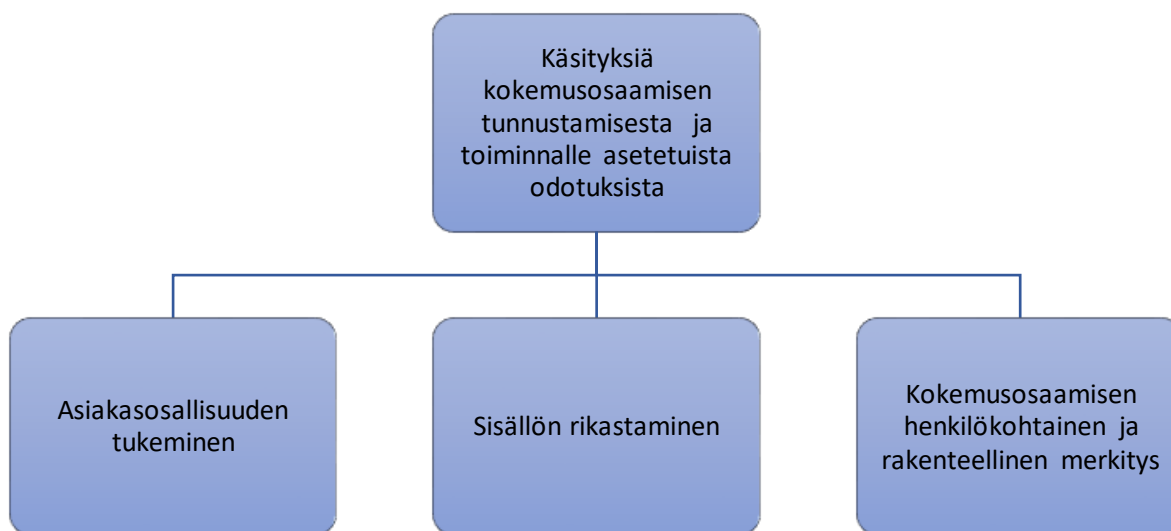 Käsityksiä
kokemusosaamisen
tunnustamisesta ja
toiminnalle asetetuista
odotuksista
Asiakasosallisuuden
tukeminen
Sisällön rikastaminen
Kokemusosaamisen
henkilökohtainen ja
rakenteellinen merkitys